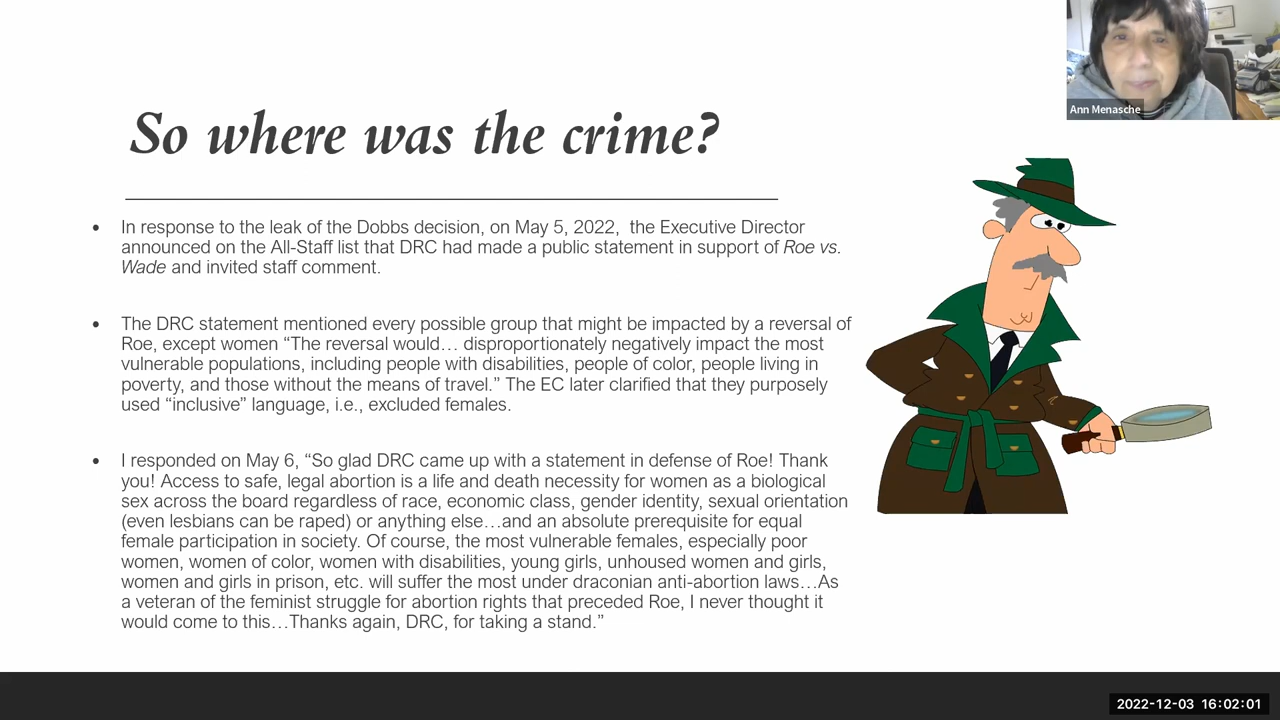 Ann Menasche
So where was the crime?
• In response to the leak of the Dobbs decision, on May 5, 2022,  the Executive Director
announced on the All-Staff list that DRC had made a public statement in support of Roe vs.
Wade and invited staff comment.
• The DRC statement mentioned every possible group that might be impacted by a reversal of
Roe, except women “The reversal would… disproportionately negatively impact the most
vulnerable populations, including people with disabilities, people of color, people living in
poverty, and those without the means of travel.” The EC later clarified that they purposely
used “inclusive” language, i.e., excluded females.
• I responded on May 6, “So glad DRC came up with a statement in defense of Roe! Thank
you! Access to safe, legal abortion is a life and death necessity for women as a biological
sex across the board regardless of race, economic class, gender identity, sexual orientation
(even lesbians can be raped) or anything else…and an absolute prerequisite for equal
female participation in society. Of course, the most vulnerable females, especially poor
women, women of color, women with disabilities, young girls, unhoused women and girls,
women and girls in prison, etc. will suffer the most under draconian anti-abortion laws…As
a veteran of the feminist struggle for abortion rights that preceded Roe, I never thought it
would come to this…Thanks again, DRC, for taking a stand.”
2022-12-03 16:02:01